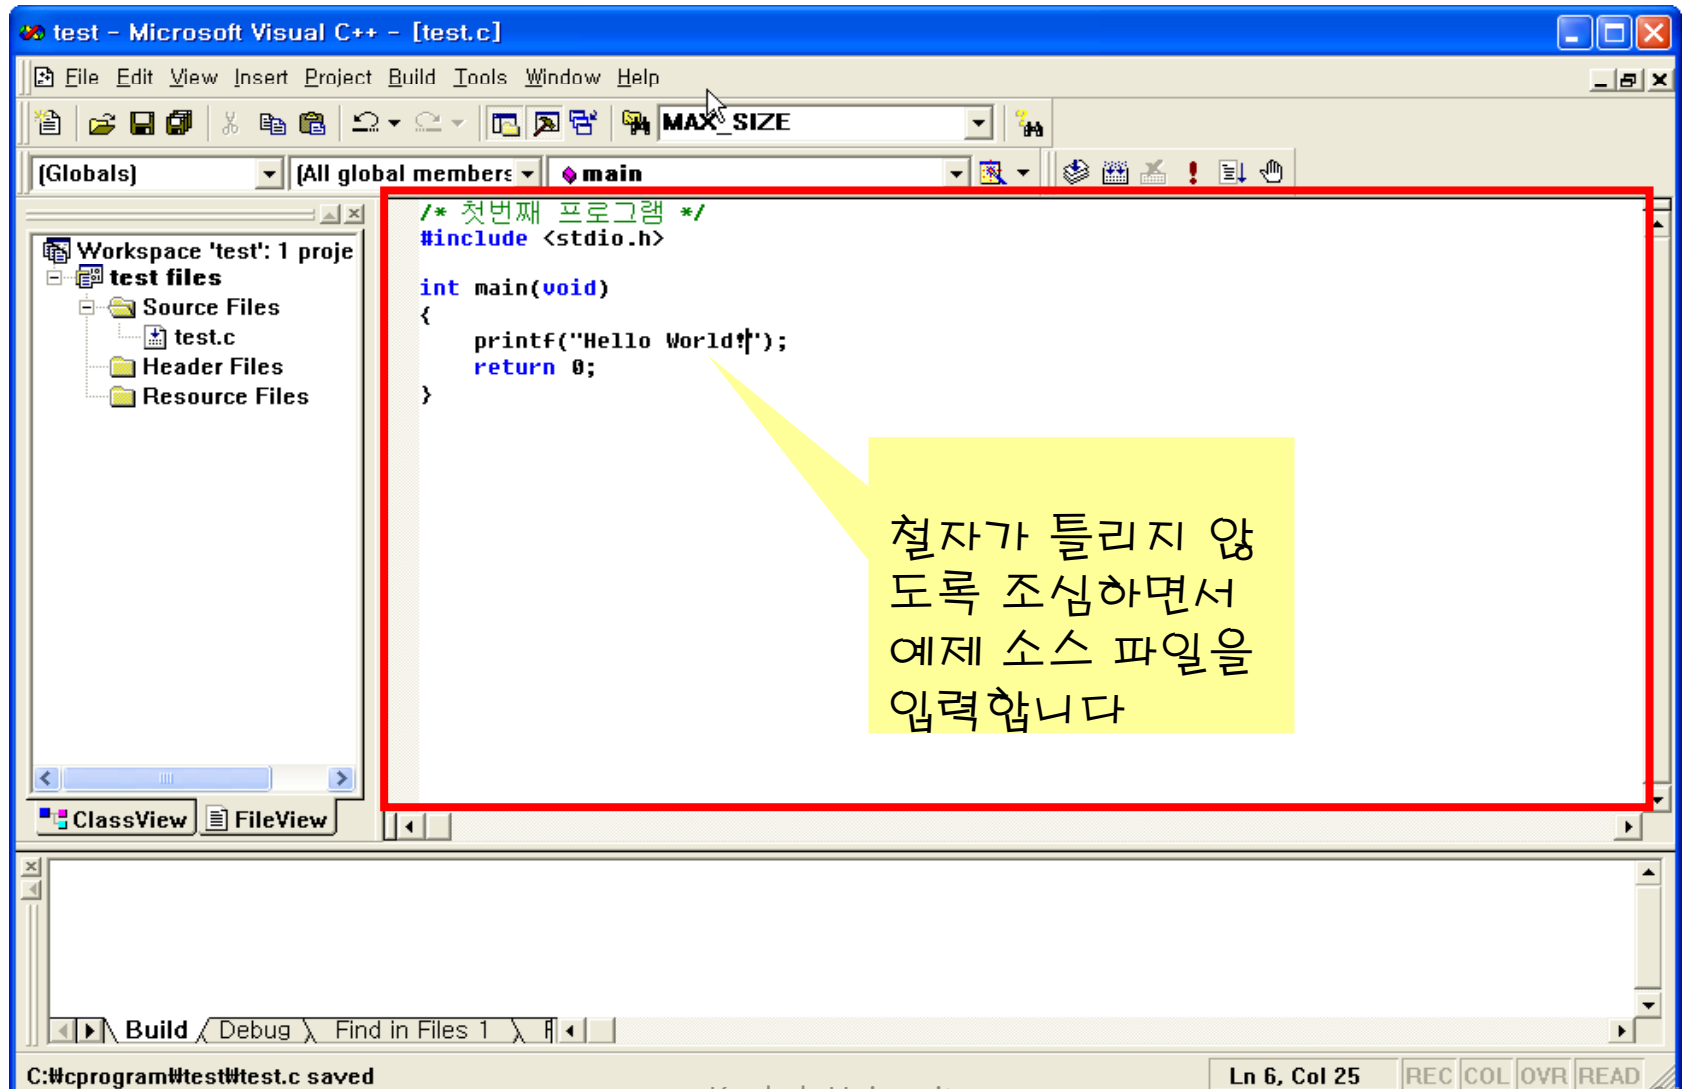 test - Microsoft Visual C++ - [test.c]
File Edit View Insert Project Build Tools Window Help
MAX_SIZE
(Globals) (All global members main
Workspace 'test': 1 proje
test files
Source Files
test.c
Header Files
Resource Files
ClassView FileView
/* 첫번째 프로그램 */
#include <stdio.h>
int main(void)
{
printf("Hello World!");
return 0;
}
철자가 틀리지 않
도록 조심하면서
예제 소스 파일을
입력합니다
Build Debug Find in Files 1
C:₩cprogram₩test₩test.c saved
Ln 6, Col 25 REC COL OVR READ